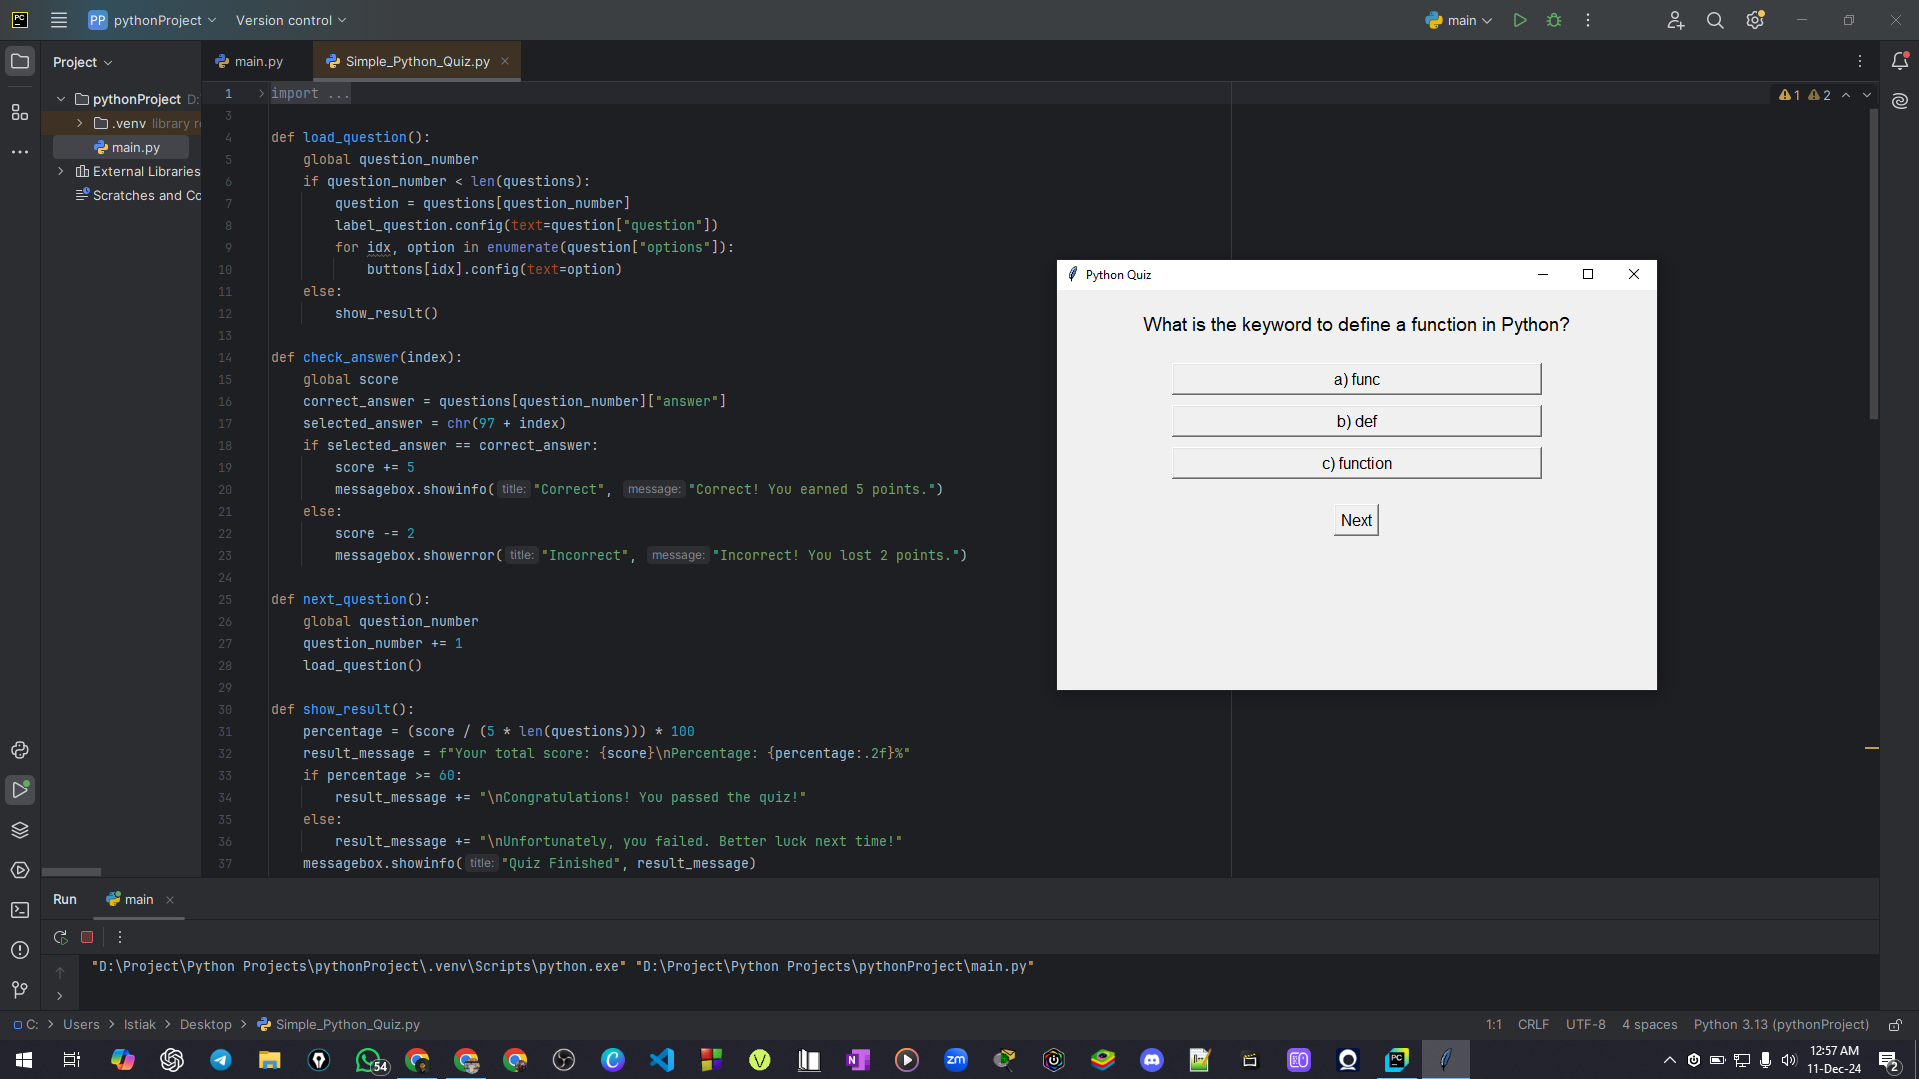 PC
PP pythonProject Version control main
Project
main.py
Simple_Python_Quiz.py
pythonProject D:
.venv library r
main.py
External Libraries
Scratches and Co
1 2
1 import ...
3
4 def load_question():
5 global question_number
6 if question_number < len(questions):
7 question = questions[question_number]
8 label_question.config(text=question["question"])
9 for idx, option in enumerate(question["options"]):
10 buttons[idx].config(text=option)
11 else:
12 show_result()
13
14 def check_answer(index):
15 global score
16 correct_answer = questions[question_number]["answer"]
17 selected_answer = chr(97 + index)
18 if selected_answer == correct_answer:
19 score += 5
20 messagebox.showinfo( title: "Correct", message: "Correct! You earned 5 points.")
21 else:
22 score -= 2
23 messagebox.showerror( title: "Incorrect", message: "Incorrect! You lost 2 points.")
24
25 def next_question():
26 global question_number
27 question_number += 1
28 load_question()
29
30 def show_result():
31 percentage = (score / (5 * len(questions))) * 100
32 result_message = f"Your total score: {score}\nPercentage: {percentage:.2f}%"
33 if percentage >= 60:
34 result_message += "\nCongratulations! You passed the quiz!"
35 else:
36 result_message += "\nUnfortunately, you failed. Better luck next time!"
37 messagebox.showinfo( title: "Quiz Finished", result_message)
Python Quiz
What is the keyword to define a function in Python?
a) func
b) def
c) function
Next
Run main
"D:\Project\Python Projects\pythonProject\.venv\Scripts\python.exe" "D:\Project\Python Projects\pythonProject\main.py"
C: > Users > Istiak > Desktop > Simple_Python_Quiz.py
1:1 CRLF UTF-8 4 spaces Python 3.13 (pythonProject)
54
zm
PC
12:57 AM
11-Dec-24
2